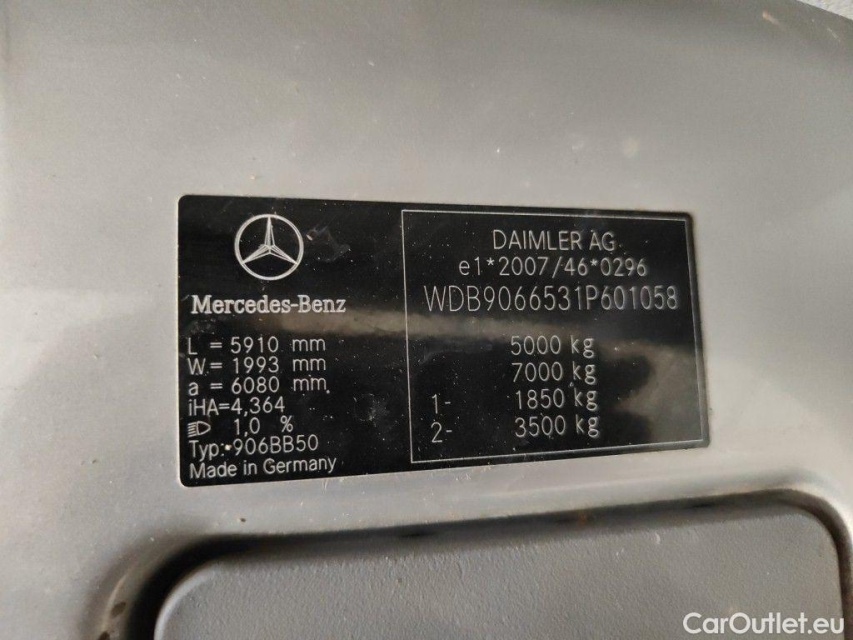 Mercedes-Benz
L = 5910 mm
W = 1993 mm
a = 6080 mm
iHA=4,364
1,0 %
Typ: 906BB50
Made in Germany
DAIMLER AG
e1*2007/46*0296
WDB9066531P601058
5000 kg
7000 kg
1- 1850 kg
2- 3500 kg
CarOutlet.eu